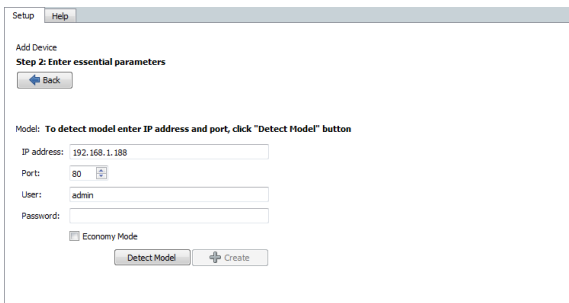 Setup Help
Add Device
Step 2: Enter essential parameters
Back
Model: To detect model enter IP address and port, click "Detect Model" button
IP address: 192.168.1.188
Port: 80
User: admin
Password:
Economy Mode
Detect Model Create